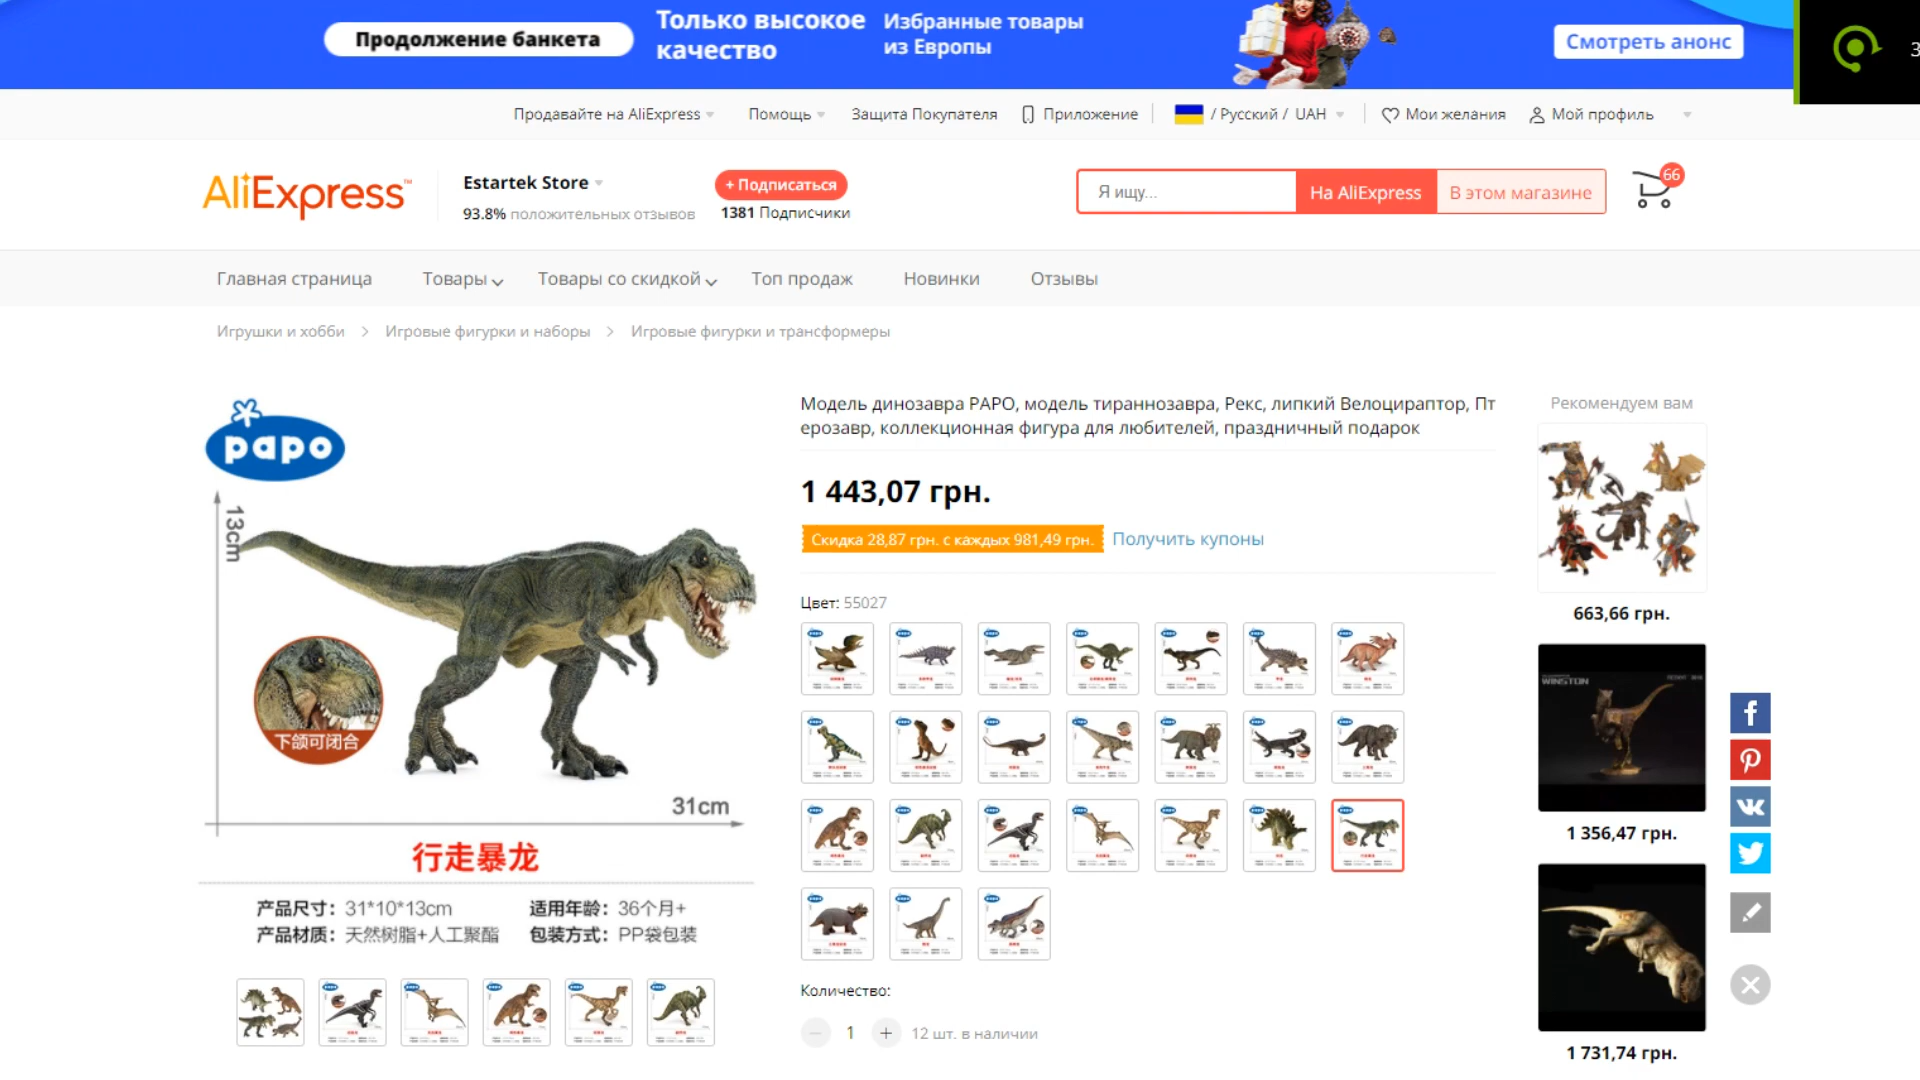 Продолжение банкета
Только высокое
качество
Избранные товары
из Европы
Смотреть анонс
3
Продавайте на AliExpress
Помощь
Защита Покупателя
Приложение
/ Русский / UAH
Мои желания
Мой профиль
AliExpress™
Estartek Store
93.8% положительных отзывов
+ Подписаться
1381 Подписчики
Я ищу...
На AliExpress
В этом магазине
66
Главная страница
Товары
Товары со скидкой
Топ продаж
Новинки
Отзывы
Игрушки и хобби > Игровые фигурки и наборы > Игровые фигурки и трансформеры
papo
13cm
下颌可闭合
31cm
行走暴龙
产品尺寸：31*10*13cm
适用年龄：36个月+
产品材质：天然树脂+人工聚酯
包装方式：PP袋包装
Модель динозавра PAPO, модель тираннозавра, Рекс, липкий Велоцираптор, Пт
ерозавр, коллекционная фигура для любителей, праздничный подарок
1 443,07 грн.
Скидка 28,87 грн. с каждых 981,49 грн.
Получить купоны
Цвет: 55027
Количество:
1
12 шт. в наличии
Рекомендуем вам
663,66 грн.
WINSTON
1 356,47 грн.
1 731,74 грн.